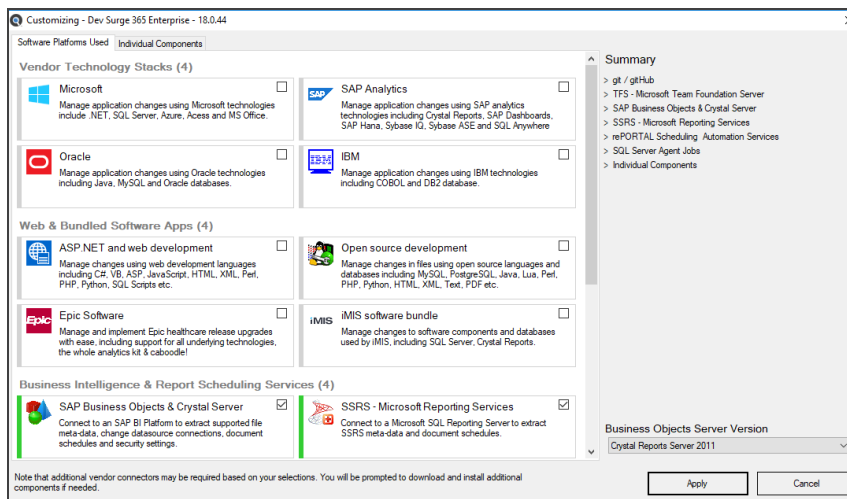 Customizing - Dev Surge 365 Enterprise - 18.0.44
Software Platforms Used
Individual Components
Vendor Technology Stacks (4)
Microsoft
Manage application changes using Microsoft technologies
include .NET, SQL Server, Azure, Acess and MS Office.
SAP
SAP Analytics
Manage application changes using SAP analytics
technologies including Crystal Reports, SAP Dashboards,
SAP Hana, Sybase IQ, Sybase ASE and SQL Anywhere
Oracle
Manage application changes using Oracle technologies
including Java, MySQL and Oracle databases.
IBM
IBM
Manage application changes using IBM technologies
including COBOL and DB2 database.
Web & Bundled Software Apps (4)
ASP.NET and web development
Manage changes using web development languages
including C#, VB, ASP, JavaScript, HTML, XML, Perl,
PHP, Python, SQL Scripts etc.
Open source development
Manage changes in files using open source languages and
databases including MySQL, PostgreSQL, Java, Lua, Perl,
PHP, Python, HTML, XML, Text, PDF etc.
Epic
Epic Software
Manage and implement Epic healthcare release upgrades
with ease, including support for all underlying technologies,
the whole analytics kit & caboodle!
iMIS
iMIS software bundle
Manage changes to software components and databases
used by iMIS, including SQL Server, Crystal Reports.
Business Intelligence & Report Scheduling Services (4)
SAP Business Objects & Crystal Server
Connect to an SAP BI Platform to extract supported file
meta-data, change datasource connections, document
schedules and security settings.
SSRS - Microsoft Reporting Services
Connect to a Microsoft SQL Reporting Server to extract
SSRS meta-data and document schedules.
Summary
> git / gitHub
> TFS - Microsoft Team Foundation Server
> SAP Business Objects & Crystal Server
> SSRS - Microsoft Reporting Services
> rePORTAL Scheduling Automation Services
> SQL Server Agent Jobs
> Individual Components
Business Objects Server Version
Crystal Reports Server 2011
Note that additional vendor connectors may be required based on your selections. You will be prompted to download and install additional
components if needed.
Apply
Cancel